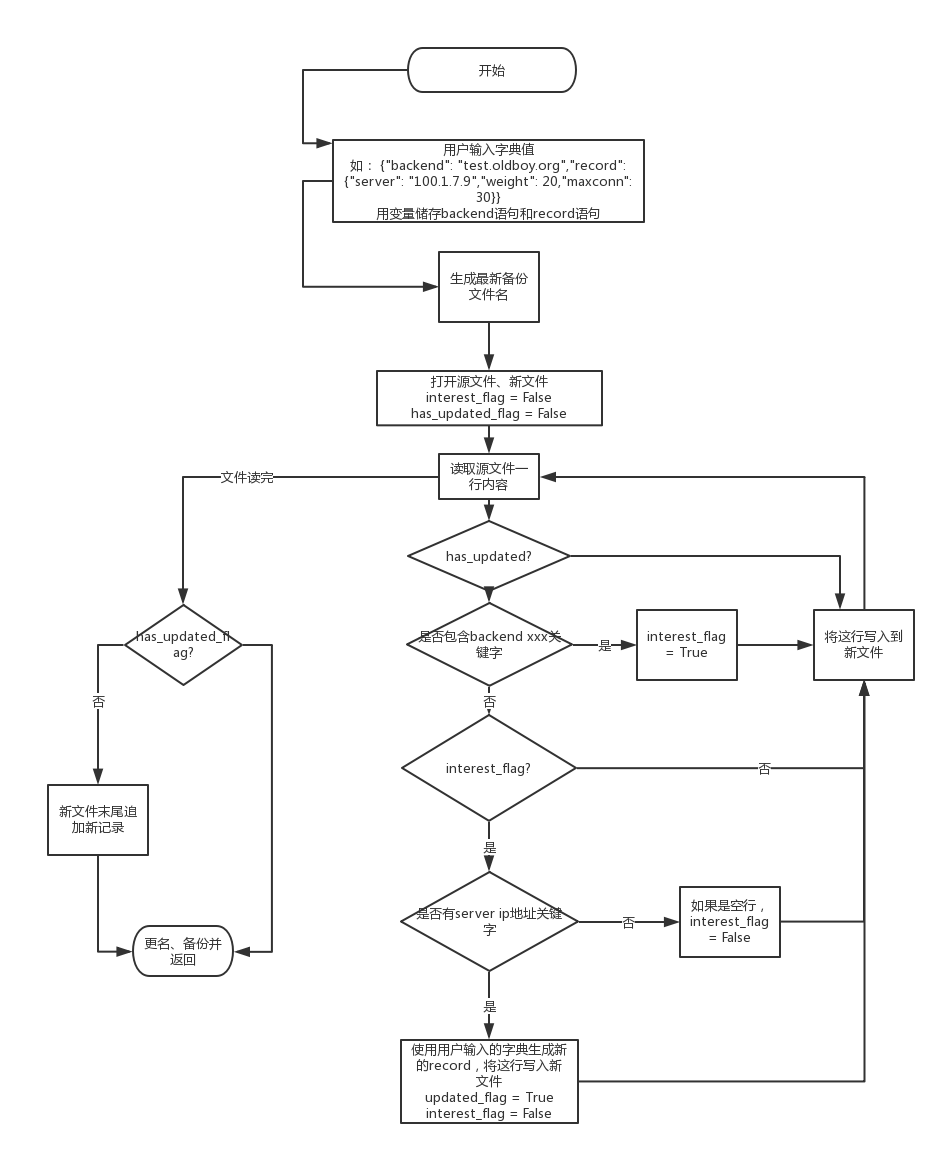 开始
用户输入字典值
如 ： {"backend": "test.oldboy.org","record":
{"server": "100.1.7.9","weight": 20,"maxconn":
30}}
用变量储存backend语句和record语句
生成最新备份
文件名
打开源文件、新文件
interest_flag = False
has_updated_flag = False
读取源文件一
行内容
文件读完
has_updated?
has_updated_fl
ag?
是否包含backend xxx关
键字
是
interest_flag
= True
将这行写入到
新文件
否
否
interest_flag?
否
新文件末尾追
加新记录
是
是否有server ip地址关键
字
否
如果是空行，
interest_flag
= False
更名、备份并
返回
是
使用用户输入的字典生成新
的record，将这行写入新
文件
updated_flag = True
interest_flag = False